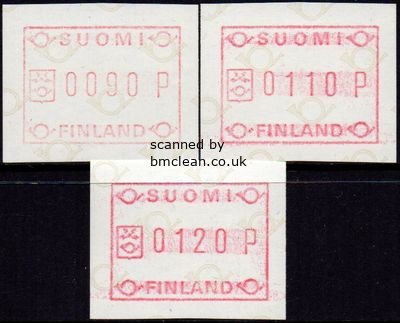 SUOMI
0090 P
FINLAND
SUOMI
0110 P
FINLAND
scanned by
bmclean.co.uk
SUOMI
0120 P
FINLAND